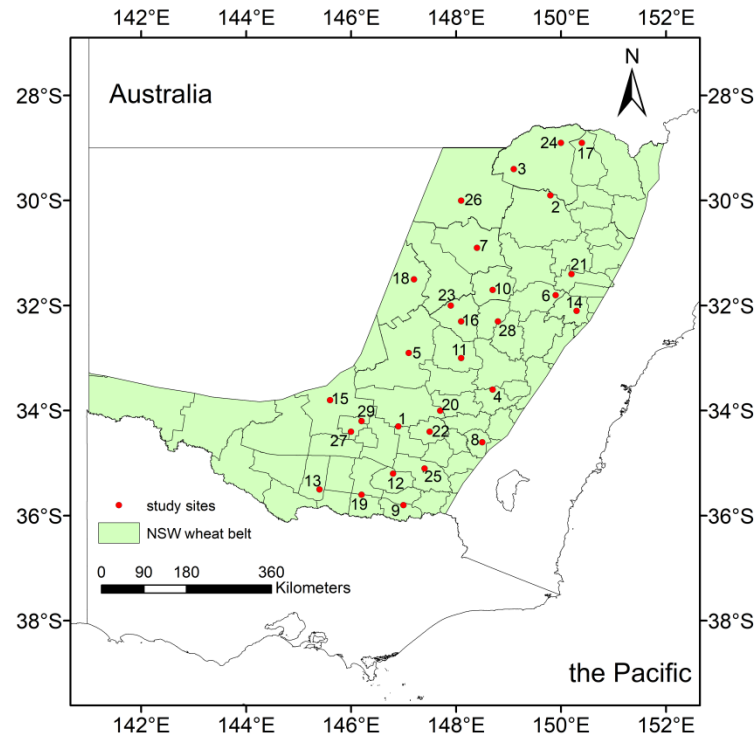 142°E 144°E 146°E 148°E 150°E 152°E
N
28°S Australia 28°S
24 17
3
30°S 2 30°S
26
7
21
18 10
6
32°S 23 14 32°S
16 28
11
5
4
15
34°S 20 34°S
29 1
27 22
8
25
12
13
study sites 19
36°S 9 36°S
NSW wheat belt
0 90 180 360
Kilometers
38°S 38°S
the Pacific
142°E 144°E 146°E 148°E 150°E 152°E